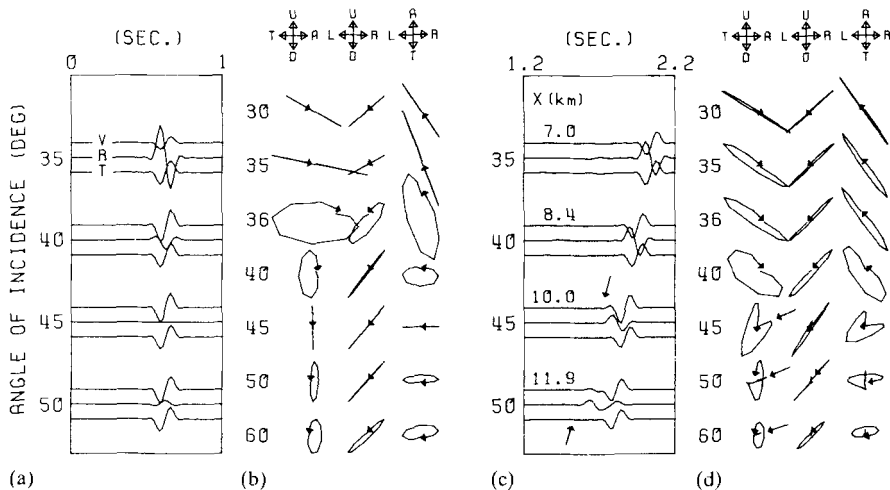 (SEC.)
0 1
ANGLE OF INCIDENCE (DEG)
V
R
T
35
40
45
50
(a)
U U A
T A L R L R
D D T
30
35
36
40
45
50
60
(b)
(SEC.)
1.2 2.2
X (km)
7.0
35
8.4
40
10.0
45
11.9
50
(c)
U U A
T A L R L R
D D T
30
35
36
40
45
50
60
(d)